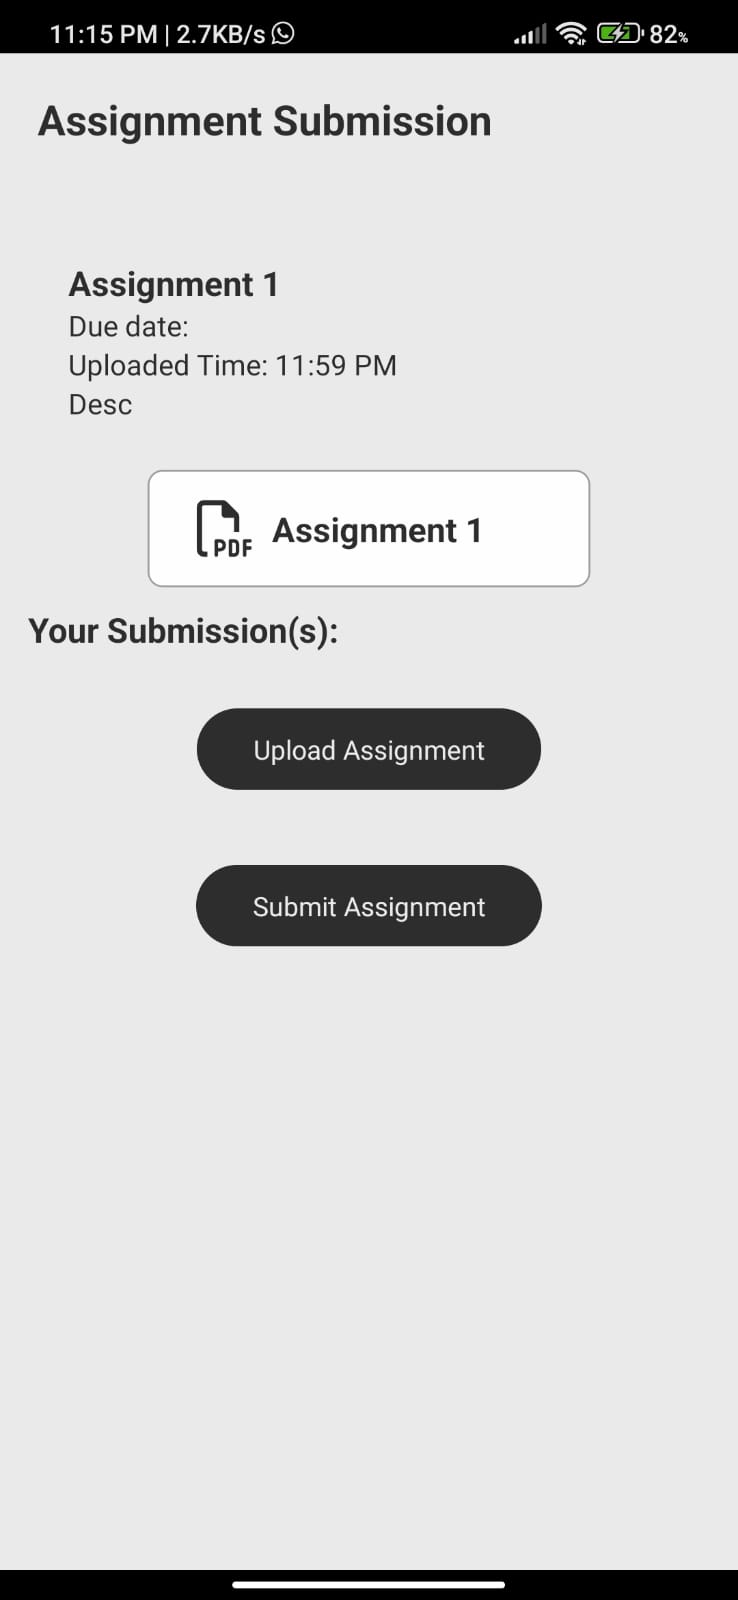 11:15 PM | 2.7KB/s 82%
Assignment Submission
Assignment 1
Due date:
Uploaded Time: 11:59 PM
Desc
PDF Assignment 1
Your Submission(s):
Upload Assignment
Submit Assignment